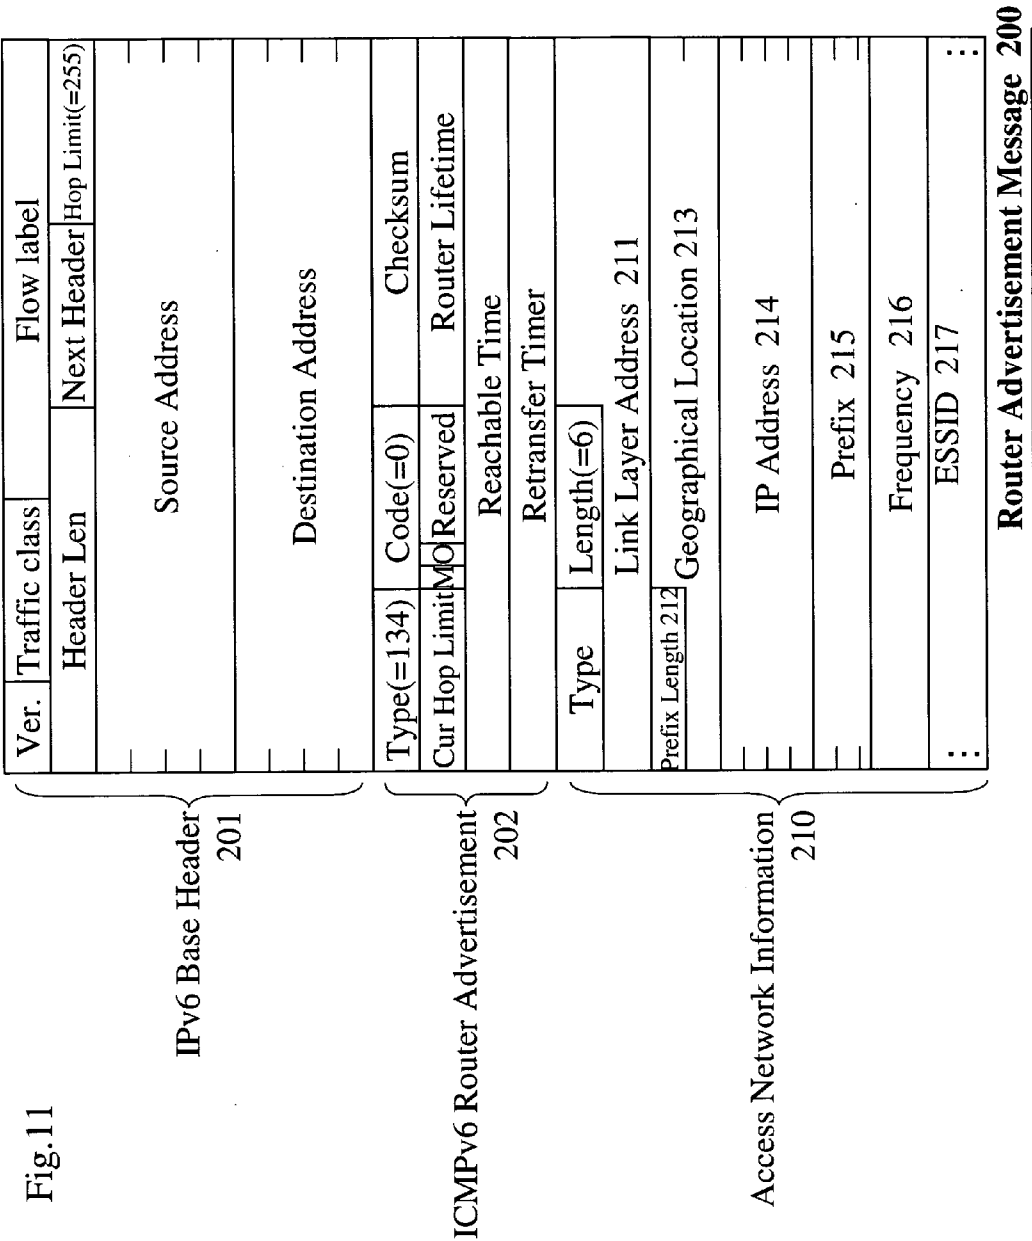 Fig.11
IPv6 Base Header
201
Ver. Traffic class Flow label
Header Len Next Header Hop Limit(=255)
Source Address
Destination Address
ICMPv6 Router Advertisement
202
Type(=134) Code(=0) Checksum
Cur Hop Limit M O Reserved Router Lifetime
Reachable Time
Retransfer Timer
Access Network Information
210
Type Length(=6)
Link Layer Address 211
Prefix Length 212
Geographical Location 213
IP Address 214
Prefix 215
Frequency 216
ESSID 217
Router Advertisement Message 200